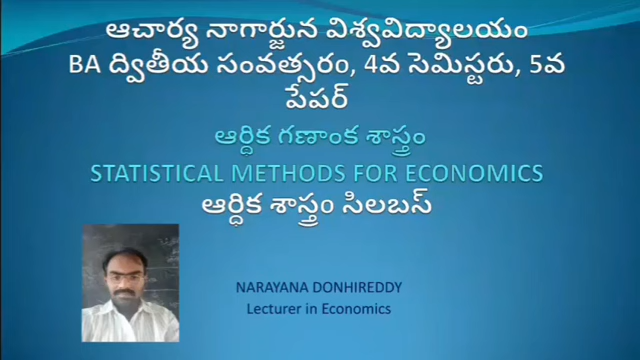 ఆచార్య నాగార్జున విశ్వవిద్యాలయం
BA ద్వితీయ సంవత్సరం, 4వ సెమిస్టరు, 5వ
పేపర్
ఆర్ధిక గణాంక శాస్త్రం
STATISTICAL METHODS FOR ECONOMICS
ఆర్ధిక శాస్త్రం సిలబస్
NARAYANA DONHIREDDY
Lecturer in Economics